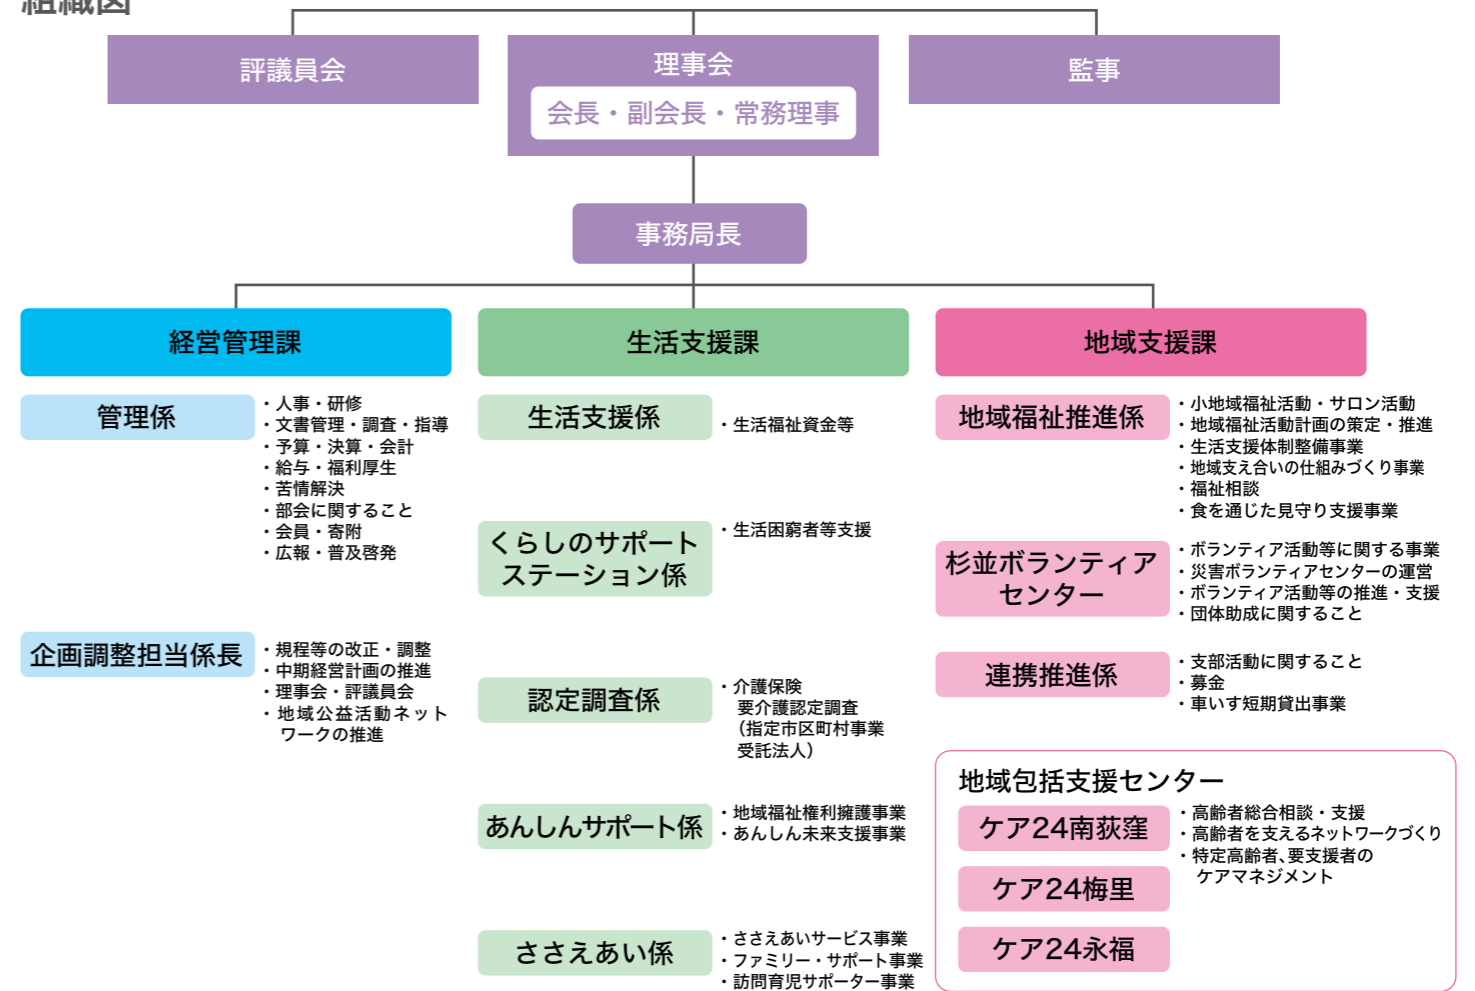 組織図
評議員会
理事会
会長・副会長・常務理事
監事
事務局長
経営管理課
管理係
・人事・研修
・文書管理・調査・指導
・予算・決算・会計
・給与・福利厚生
・苦情解決
・部会に関すること
・会員・寄附
・広報・普及啓発
企画調整担当係長
・規程等の改正・調整
・中期経営計画の推進
・理事会・評議員会
・地域公益活動ネット
ワークの推進
生活支援課
生活支援係
・生活福祉資金等
くらしのサポート
ステーション係
・生活困窮者等支援
認定調査係
・介護保険
要介護認定調査
（指定市区町村事業
受託法人）
あんしんサポート係
・地域福祉権利擁護事業
・あんしん未来支援事業
ささえあい係
・ささえあいサービス事業
・ファミリー・サポート事業
・訪問育児サポーター事業
地域支援課
地域福祉推進係
・小地域福祉活動・サロン活動
・地域福祉活動計画の策定・推進
・生活支援体制整備事業
・地域支え合いの仕組みづくり事業
・福祉相談
・食を通じた見守り支援事業
杉並ボランティア
センター
・ボランティア活動等に関する事業
・災害ボランティアセンターの運営
・ボランティア活動等の推進・支援
・団体助成に関すること
連携推進係
・支部活動に関すること
・募金
・車いす短期貸出事業
地域包括支援センター
ケア24南荻窪
ケア24梅里
ケア24永福
・高齢者総合相談・支援
・高齢者を支えるネットワークづくり
・特定高齢者、要支援者の
ケアマネジメント